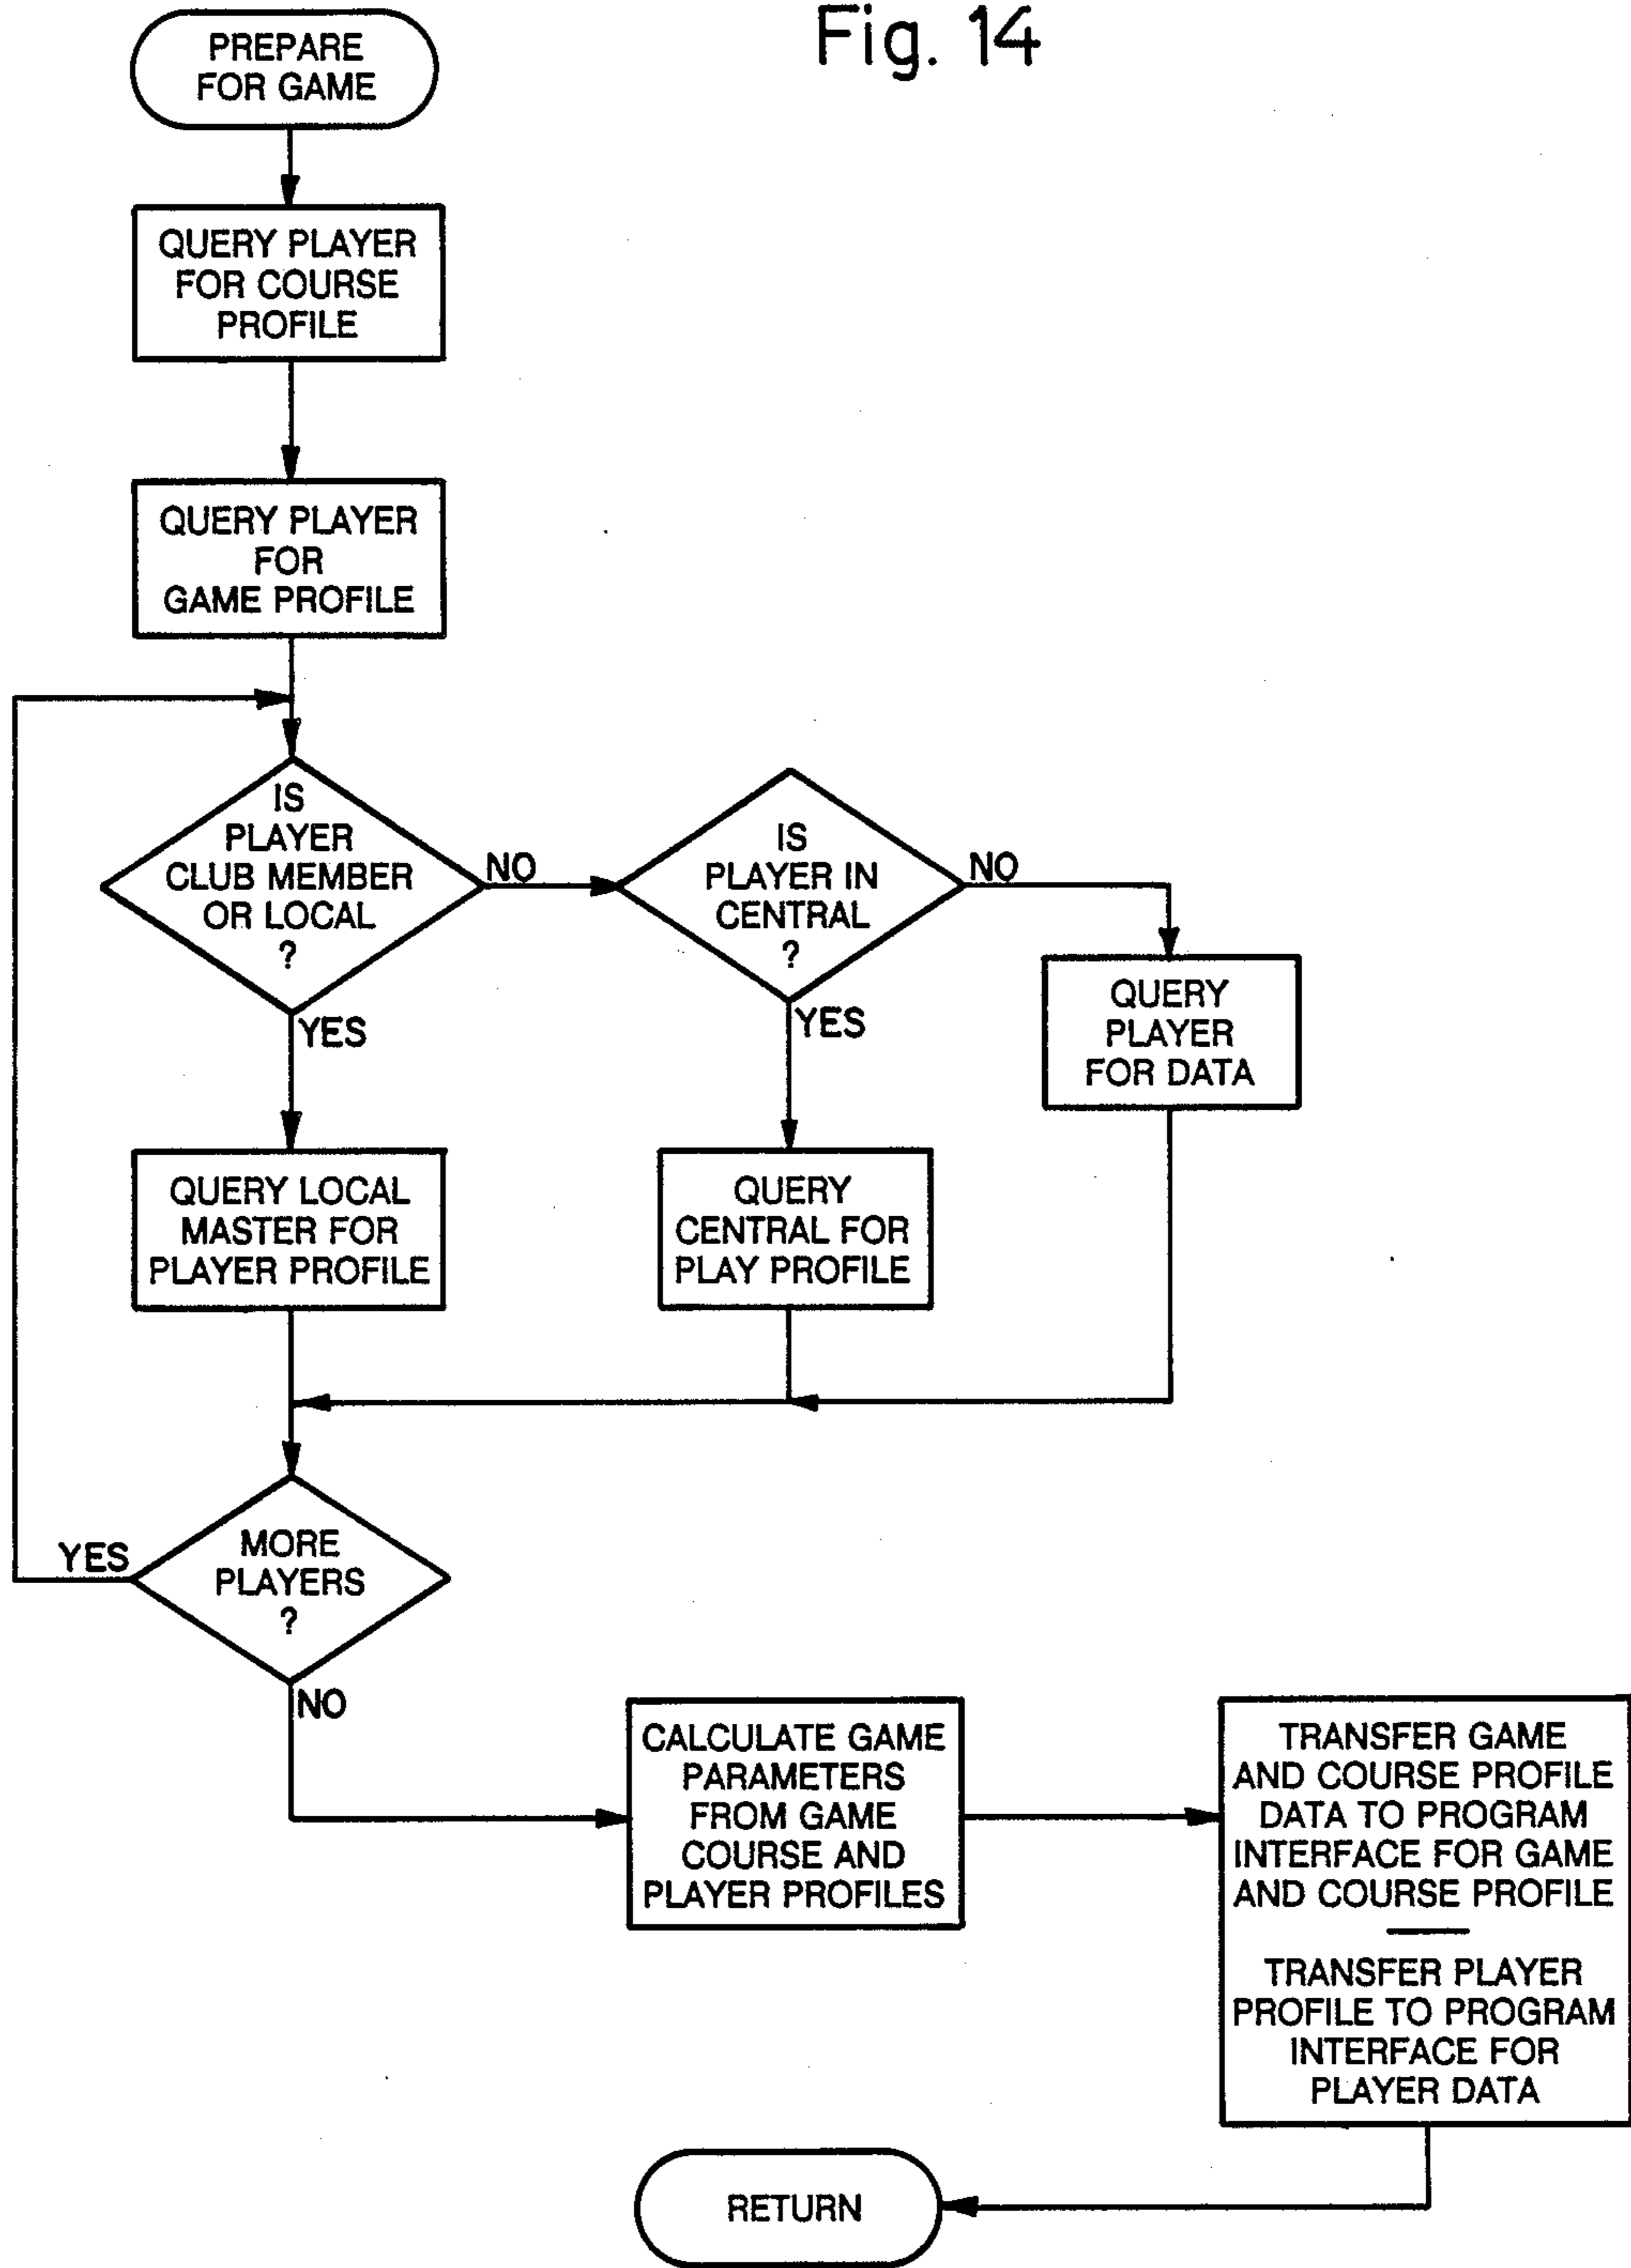 Fig. 14
PREPARE
FOR GAME
QUERY PLAYER
FOR COURSE
PROFILE
QUERY PLAYER
FOR
GAME PROFILE
IS
PLAYER
CLUB MEMBER
OR LOCAL
?
NO
YES
IS
PLAYER IN
CENTRAL
?
NO
YES
QUERY
PLAYER
FOR DATA
QUERY LOCAL
MASTER FOR
PLAYER PROFILE
QUERY
CENTRAL FOR
PLAY PROFILE
MORE
PLAYERS
?
YES
NO
CALCULATE GAME
PARAMETERS
FROM GAME
COURSE AND
PLAYER PROFILES
TRANSFER GAME
AND COURSE PROFILE
DATA TO PROGRAM
INTERFACE FOR GAME
AND COURSE PROFILE
TRANSFER PLAYER
PROFILE TO PROGRAM
INTERFACE FOR
PLAYER DATA
RETURN